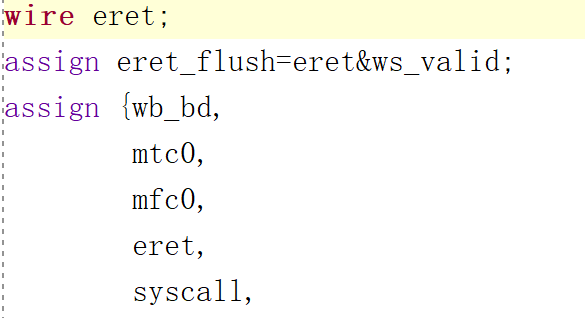 wire eret;
assign eret_flush=eret&ws_valid;
assign {wb_bd,
mtc0,
mfc0,
eret,
syscall,